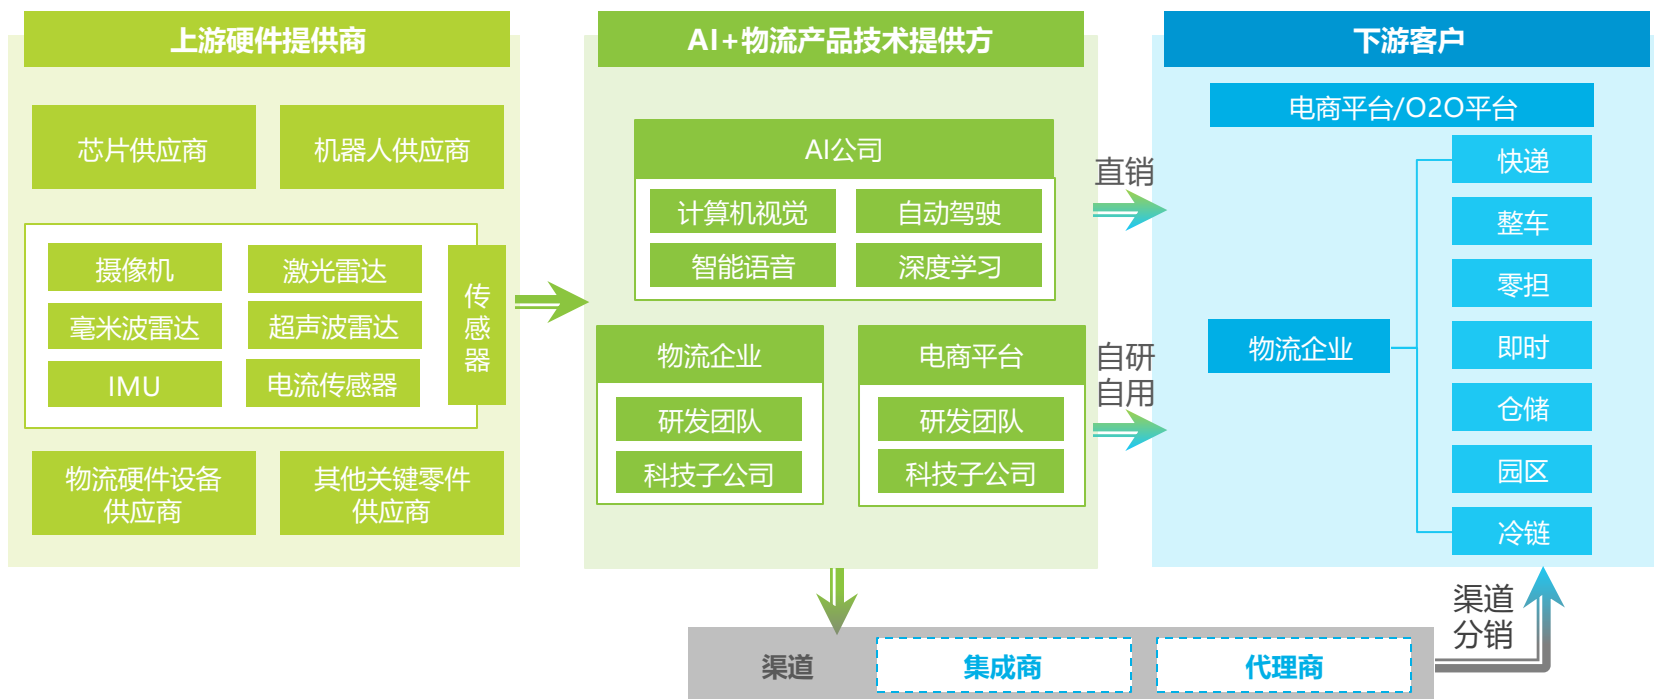 上游硬件提供商
芯片供应商
机器人供应商
摄像机
激光雷达
毫米波雷达
超声波雷达
IMU
电流传感器
传
感
器
物流硬件设备
供应商
其他关键零件
供应商
AI+物流产品技术提供方
AI公司
计算机视觉
自动驾驶
智能语音
深度学习
物流企业
研发团队
科技子公司
电商平台
研发团队
科技子公司
直销
自研
自用
下游客户
电商平台/O2O平台
物流企业
快递
整车
零担
即时
仓储
园区
冷链
渠道
分销
渠道
集成商
代理商